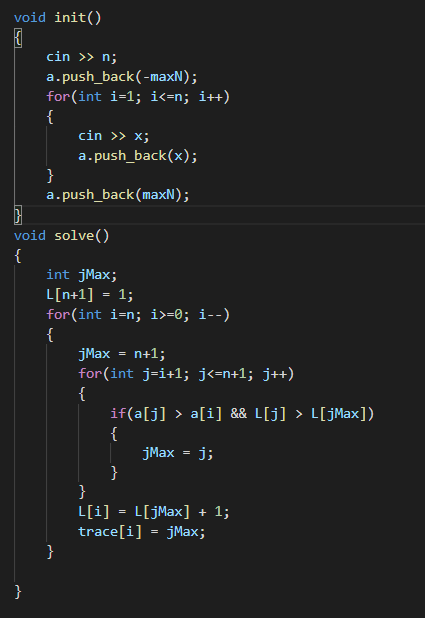 void init()
{
    cin >> n;
    a.push_back(-maxN);
    for(int i=1; i<=n; i++)
    {
        cin >> x;
        a.push_back(x);
    }
    a.push_back(maxN);
}
void solve()
{
    int jMax;
    L[n+1] = 1;
    for(int i=n; i>=0; i--)
    {
        jMax = n+1;
        for(int j=i+1; j<=n+1; j++)
        {
            if(a[j] > a[i] && L[j] > L[jMax])
            {
                jMax = j;
            }
        }
        L[i] = L[jMax] + 1;
        trace[i] = jMax;
    }

}